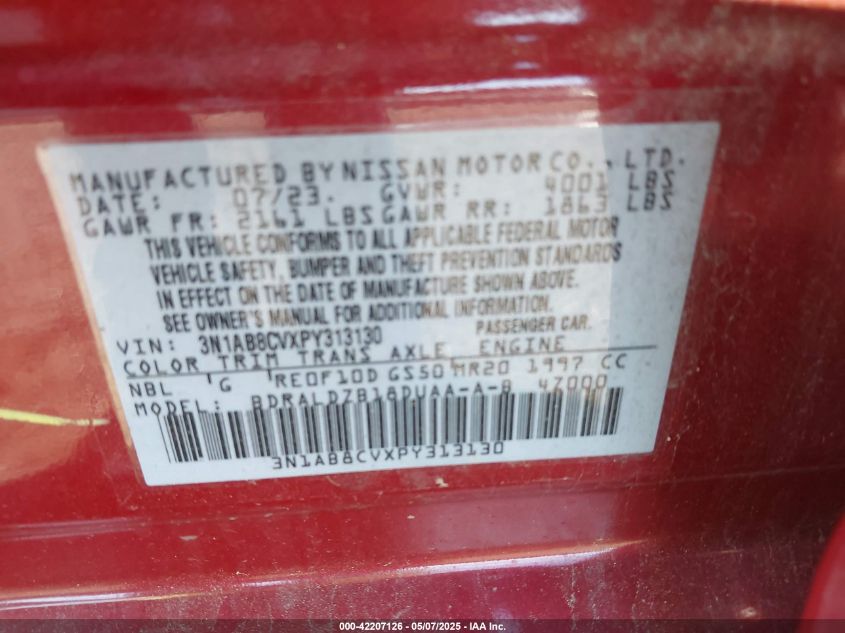 MANUFACTURED BY NISSAN MOTOR CO., LTD.
DATE: 07/23. GVWR: 4001 LBS
GAWR FR: 2161 LBS GAWR RR: 1863 LBS
THIS VEHICLE CONFORMS TO ALL APPLICABLE FEDERAL MOTOR
VEHICLE SAFETY, BUMPER AND THEFT PREVENTION STANDARDS
IN EFFECT ON THE DATE OF MANUFACTURE SHOWN ABOVE.
SEE OWNER'S MANUAL FOR ADDITIONAL INFORMATION.
VIN: 3N1AB8CVXPY313130 PASSENGER CAR.
COLOR TRIM TRANS AXLE ENGINE
NBL G RE0F10D GS50 MR20 1997 CC
MODEL: BDRALDZB18DUAA-A-B 4Z000
3N1AB8CVXPY313130
000-42207126 - 05/07/2025 - IAA Inc.